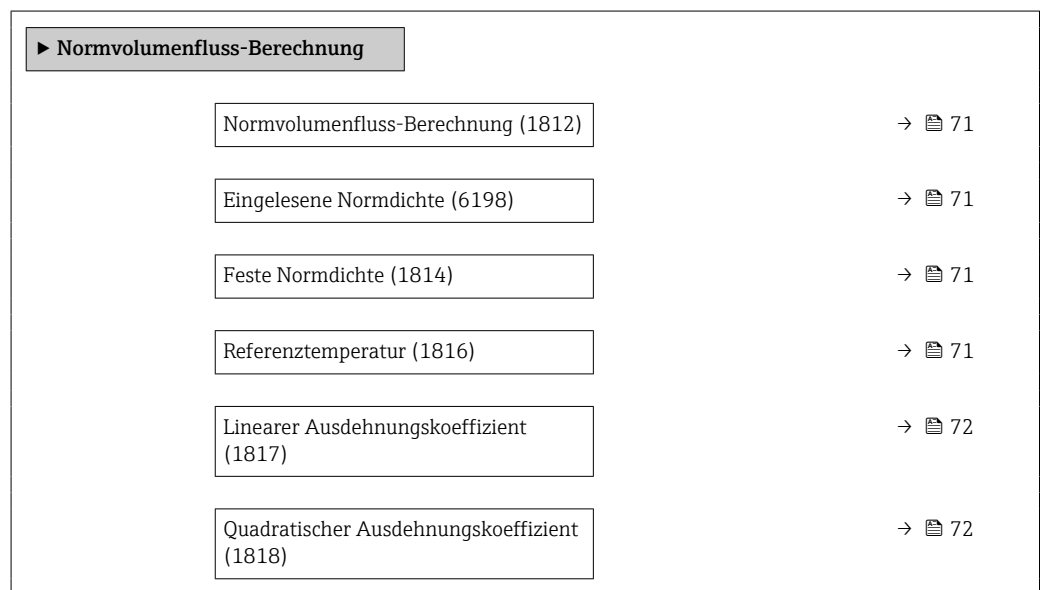 ▶ Normvolumenfluss-Berechnung
Normvolumenfluss-Berechnung (1812) → 71
Eingelesene Normdichte (6198) → 71
Feste Normdichte (1814) → 71
Referenztemperatur (1816) → 71
Linearer Ausdehnungskoeffizient → 72
(1817)
Quadratischer Ausdehnungskoeffizient → 72
(1818)